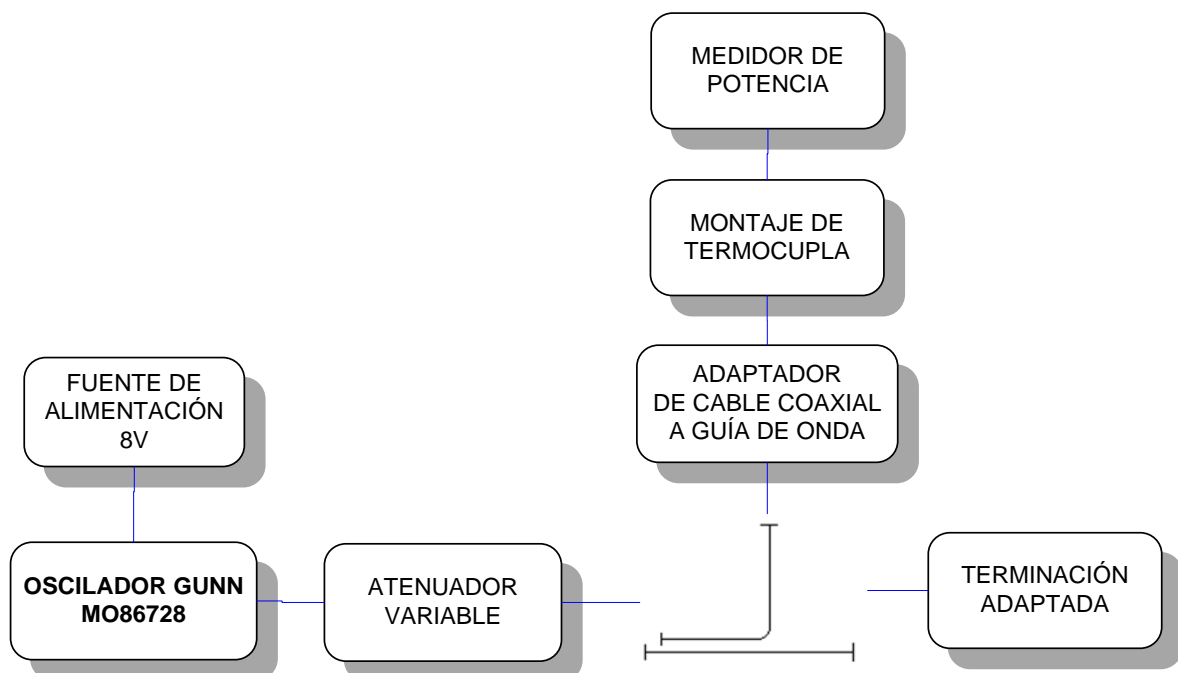 MEDIDOR DE
POTENCIA
MONTAJE DE
TERMOCUPLA
ADAPTADOR
DE CABLE COAXIAL
A GUÍA DE ONDA
FUENTE DE
ALIMENTACIÓN
8V
OSCILADOR GUNN
MO86728
ATENUADOR
VARIABLE
TERMINACIÓN
ADAPTADA